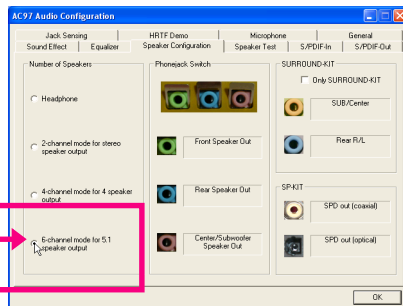 AC97 Audio Configuration
Jack Sensing
HRTF Demo
Microphone
General
Sound Effect
Equalizer
Speaker Configuration
Speaker Test
S/PDIF-In
S/PDIF-Out
Number of Speakers
Headphone
2-channel mode for stereo
speaker output
4-channel mode for 4 speaker
output
6-channel mode for 5.1
speaker output
Phonejack Switch
Front Speaker Out
Rear Speaker Out
Center/Subwoofer
Speaker Out
SURROUND-KIT
Only SURROUND-KIT
SUB/Center
Rear R/L
SP-KIT
SPD out (coaxial)
SPD out (optical)
OK